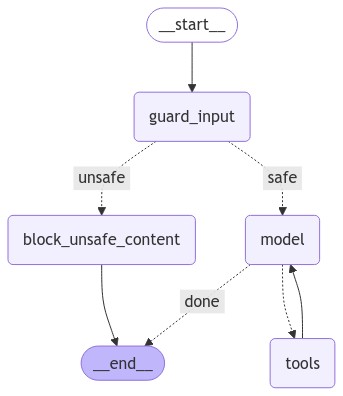 __start__
guard_input
unsafe
safe
block_unsafe_content
model
done
__end__
tools